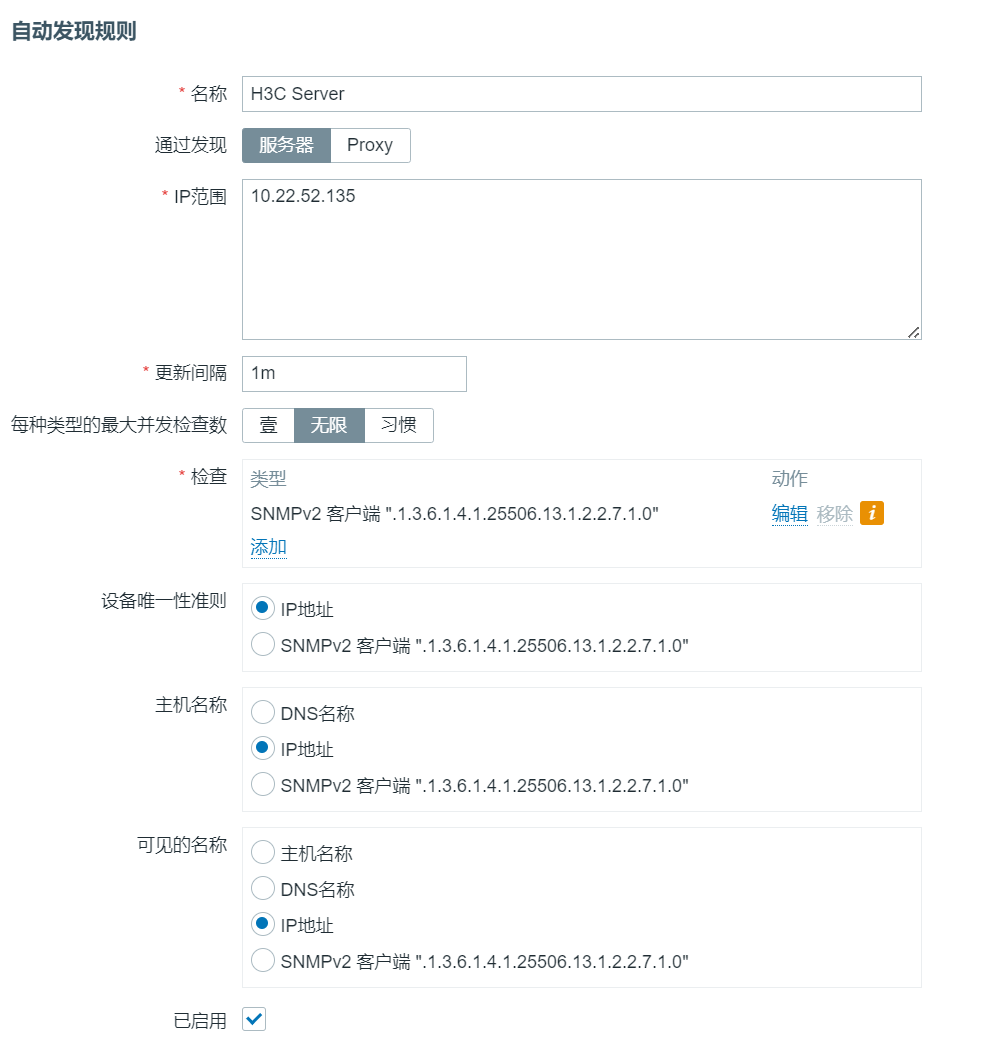 自动发现规则
* 名称 H3C Server
通过发现 服务器 Proxy
* IP范围 10.22.52.135
* 更新间隔 1m
每种类型的最大并发检查数 壹 无限 习惯
* 检查 类型 动作
SNMPv2 客户端 ".1.3.6.1.4.1.25506.13.1.2.2.7.1.0" 编辑 移除 i
添加
设备唯一性准则 IP地址
SNMPv2 客户端 ".1.3.6.1.4.1.25506.13.1.2.2.7.1.0"
主机名称 DNS名称
IP地址
SNMPv2 客户端 ".1.3.6.1.4.1.25506.13.1.2.2.7.1.0"
可见的名称 主机名称
DNS名称
IP地址
SNMPv2 客户端 ".1.3.6.1.4.1.25506.13.1.2.2.7.1.0"
已启用